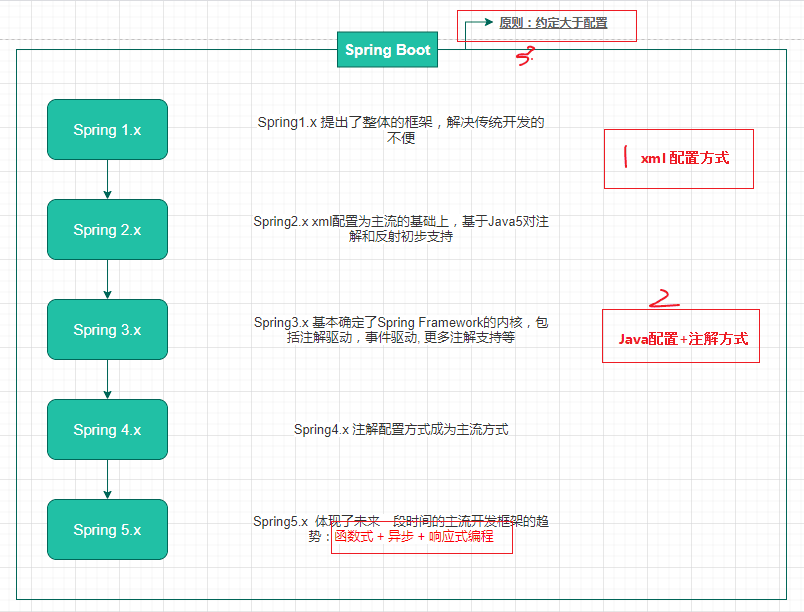 原则：约定大于配置
Spring Boot
3.
Spring 1.x
Spring1.x 提出了整体的框架，解决传统开发的
不便
1
xml 配置方式
Spring 2.x
Spring2.x xml配置为主流的基础上，基于Java5对注
解和反射初步支持
2
Spring 3.x
Spring3.x 基本确定了Spring Framework的内核，包
括注解驱动，事件驱动, 更多注解支持等
Java配置+注解方式
Spring 4.x
Spring4.x 注解配置方式成为主流方式
Spring 5.x
Spring5.x 体现了未来一段时间的主流开发框架的趋
势：函数式 + 异步 + 响应式编程